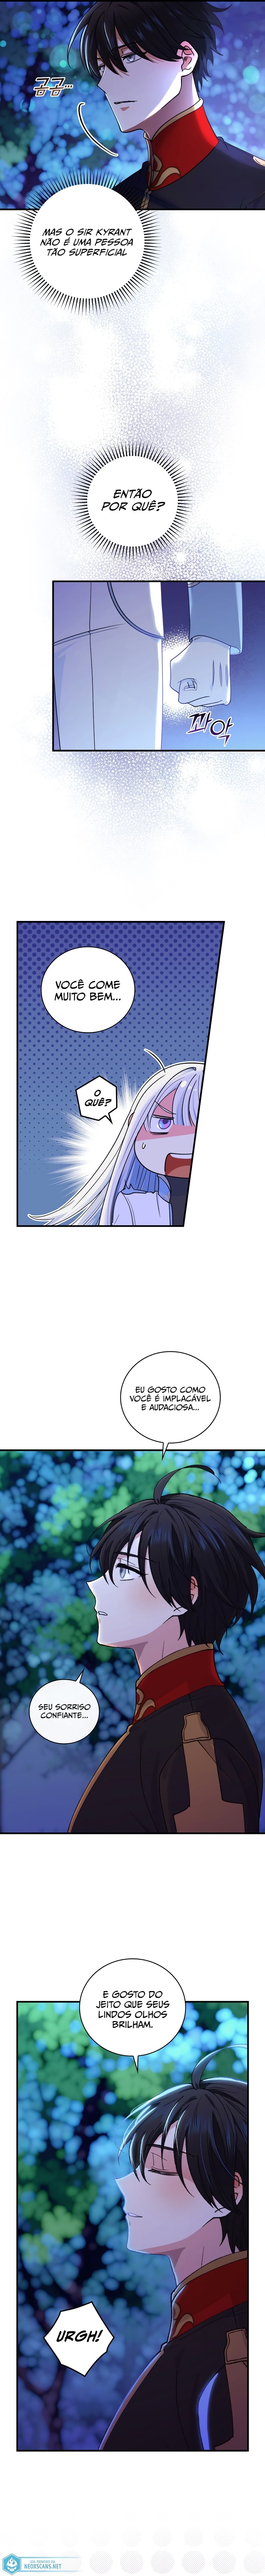 끙끙...
MAS O SIR KYRANT
NÃO É UMA PESSOA
TÃO SUPERFICIAL
ENTÃO
POR QUÊ?
꽈악
VOCÊ COME
MUITO BEM...
O
QUÊ?
EU GOSTO COMO
VOCÊ É IMPLACÁVEL
E AUDACIOSA...
SEU SORRISO
CONFIANTE...
E GOSTO DO
JEITO QUE SEUS
LINDOS OLHOS
BRILHAM.
URGH!
NEOXSCANS.NET